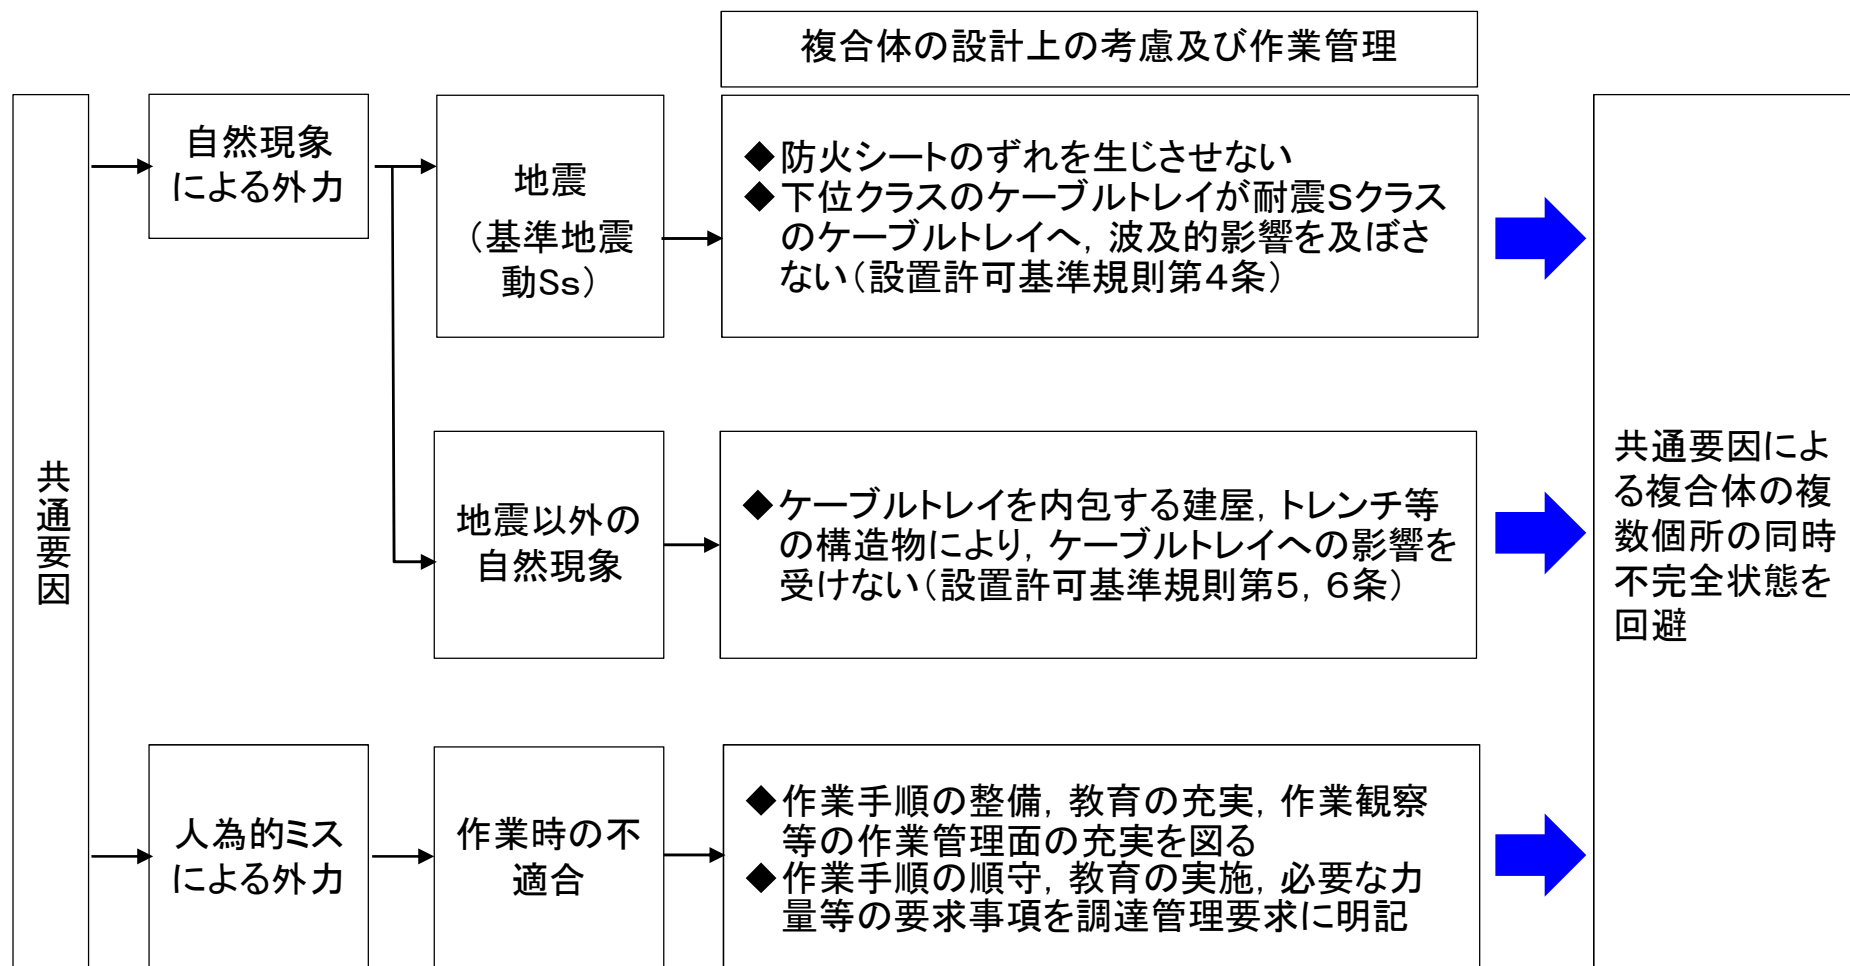 複合体の設計上の考慮及び作業管理
共通要因
自然現象
による外力
地震
（基準地震
動Ss）
◆防火シートのずれを生じさせない
◆下位クラスのケーブルトレイが耐震Sクラス
のケーブルトレイへ，波及的影響を及ぼさ
ない（設置許可基準規則第4条）
地震以外の
自然現象
◆ケーブルトレイを内包する建屋，トレンチ等
の構造物により，ケーブルトレイへの影響を
受けない（設置許可基準規則第5，6条）
人為的ミス
による外力
作業時の不
適合
◆作業手順の整備，教育の充実，作業観察
等の作業管理面の充実を図る
◆作業手順の順守，教育の実施，必要な力
量等の要求事項を調達管理要求に明記
共通要因によ
る複合体の複
数個所の同時
不完全状態を
回避